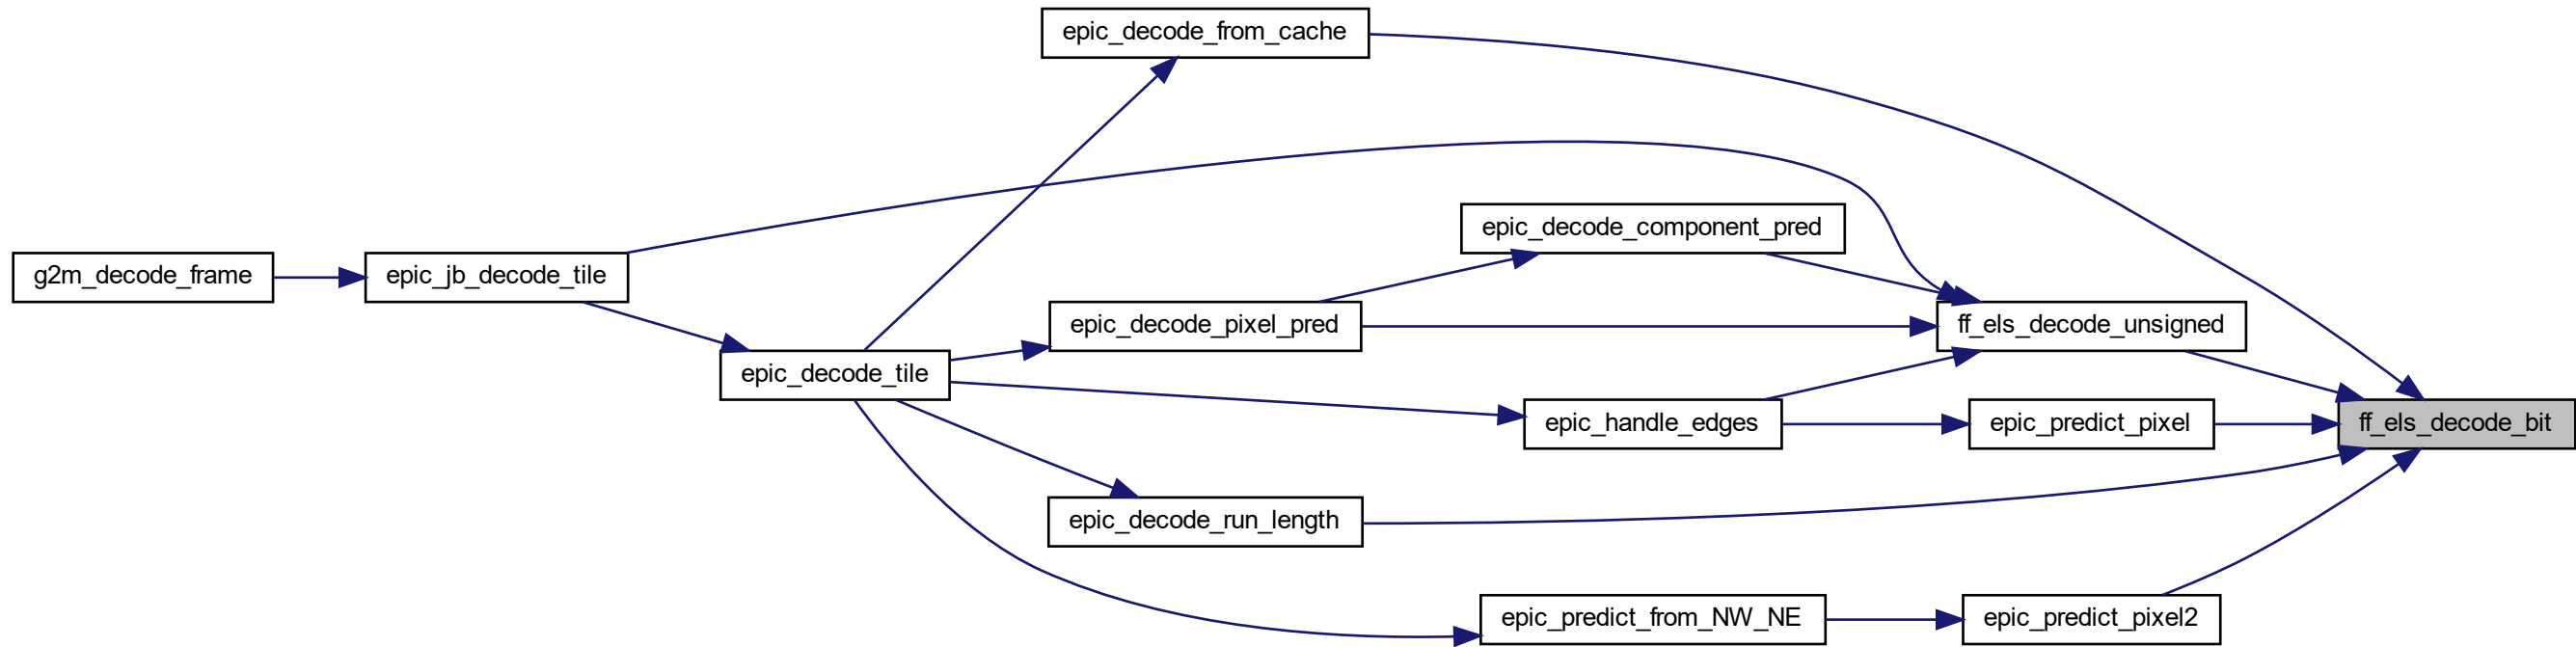 epic_decode_from_cache
epic_decode_component_pred
g2m_decode_frame
epic_jb_decode_tile
epic_decode_pixel_pred
ff_els_decode_unsigned
epic_decode_tile
epic_handle_edges
epic_predict_pixel
ff_els_decode_bit
epic_decode_run_length
epic_predict_from_NW_NE
epic_predict_pixel2